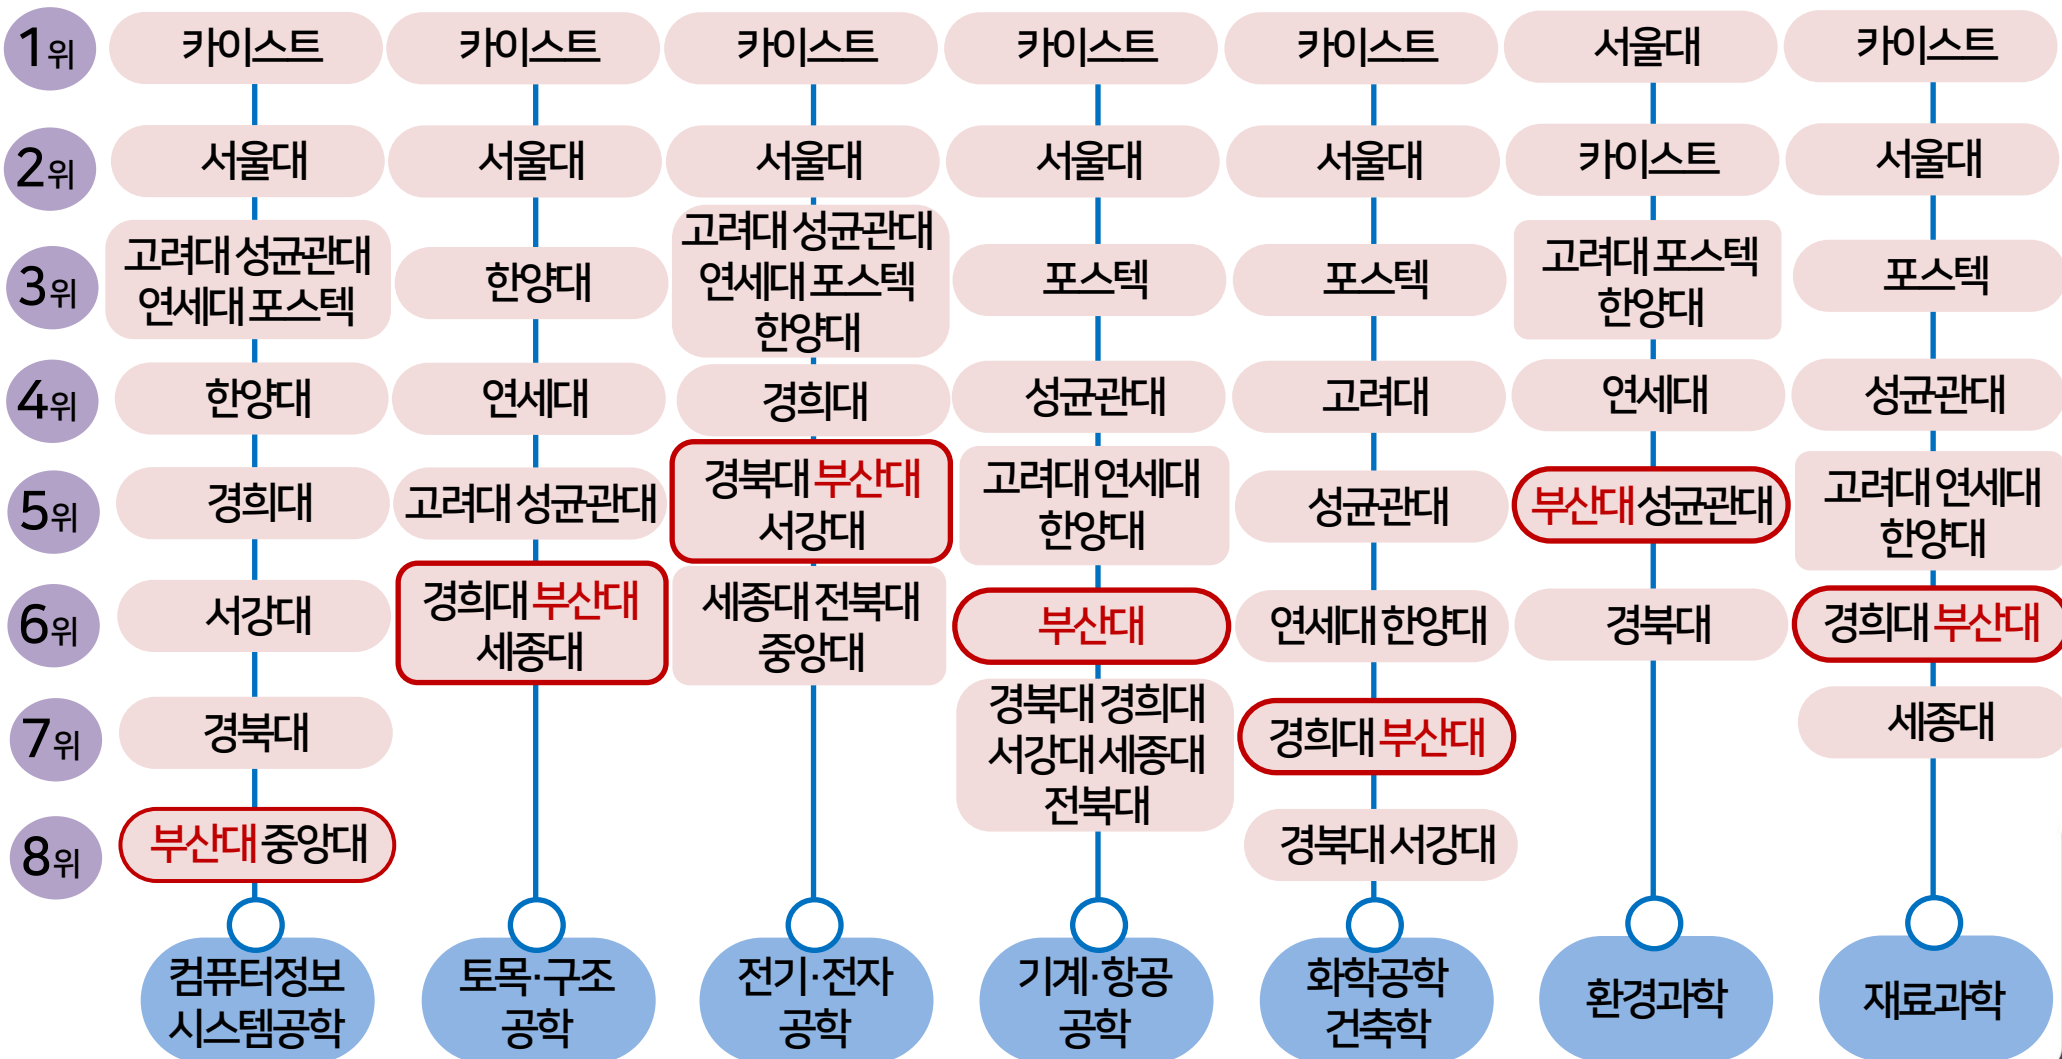 1위 카이스트 카이스트 카이스트 카이스트 카이스트 서울대 카이스트
2위 서울대 서울대 서울대 서울대 서울대 카이스트 서울대
3위
고려대 성균관대
연세대 포스텍
한양대
고려대 성균관대
연세대 포스텍
한양대
포스텍
포스텍
고려대 포스텍
한양대
포스텍
4위 한양대 연세대 경희대 성균관대 고려대 연세대 성균관대
5위
경희대
고려대 성균관대
경북대 부산대
서강대
고려대 연세대
한양대
성균관대
부산대 성균관대
고려대 연세대
한양대
6위
서강대
경희대 부산대
세종대
세종대 전북대
중앙대
부산대
연세대 한양대
경북대
경희대 부산대
7위
경북대
경북대 경희대
서강대 세종대
전북대
경희대 부산대
세종대
8위
부산대 중앙대
경북대 서강대
컴퓨터정보
시스템공학
토목·구조
공학
전기·전자
공학
기계·항공
공학
화학공학
건축학
환경과학
재료과학